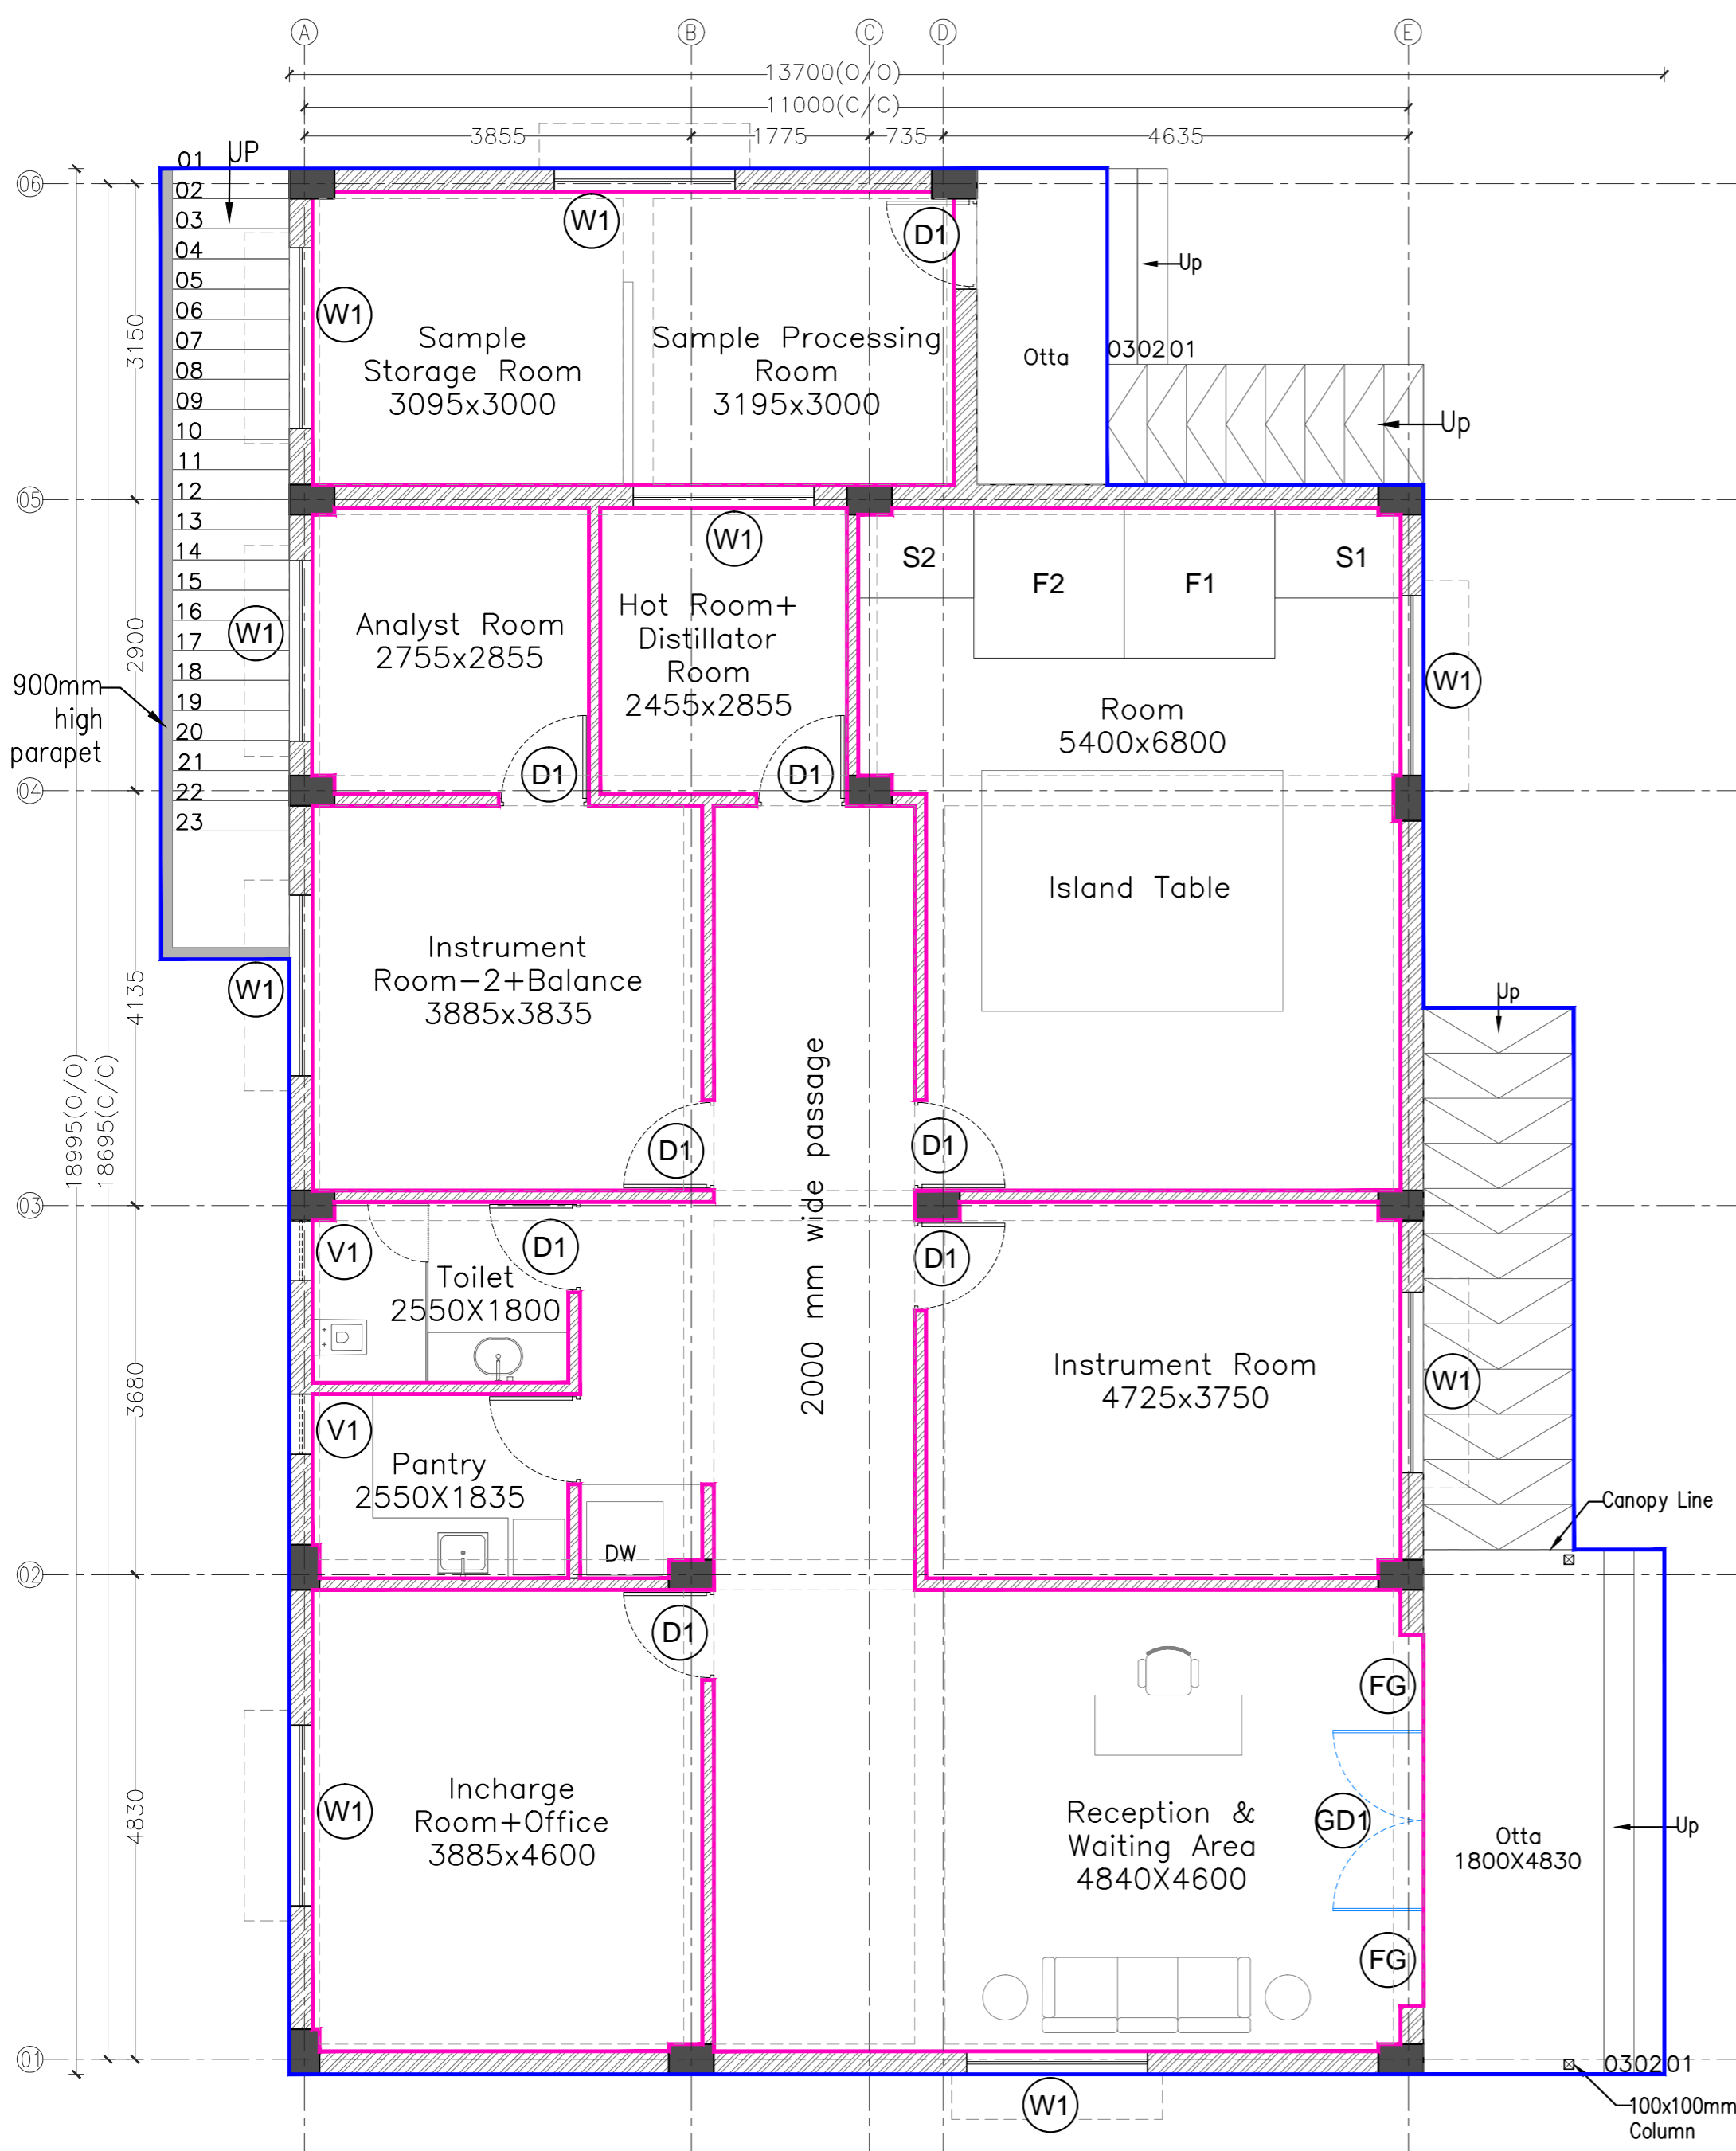 A
B
C
D
E
13700(O/O)
11000(C/C)
3855
1775
735
4635
06
05
04
03
02
01
18995(O/O)
18695(C/C)
3150
2900
4135
3680
4830
UP
01
02
03
04
05
06
07
08
09
10
11
12
13
14
15
16
17
18
19
20
21
22
23
900mm
high
parapet
W1
W1
D1
Sample
Storage Room
3095x3000
Sample Processing
Room
3195x3000
Otta
Up
030201
Up
W1
W1
Analyst Room
2755x2855
D1
Hot Room+
Distillator
Room
2455x2855
D1
S2
F2
F1
S1
Room
5400x6800
W1
Island Table
Instrument
Room-2+Balance
3885x3835
W1
D1
D1
2000 mm wide passage
Up
V1
D1
Toilet
2550X1800
D1
Instrument Room
4725x3750
W1
V1
Pantry
2550X1835
DW
Canopy Line
D1
W1
Incharge
Room+Office
3885x4600
Reception &
Waiting Area
4840X4600
FG
GD1
FG
Otta
1800X4830
Up
W1
030201
100x100mm
Column